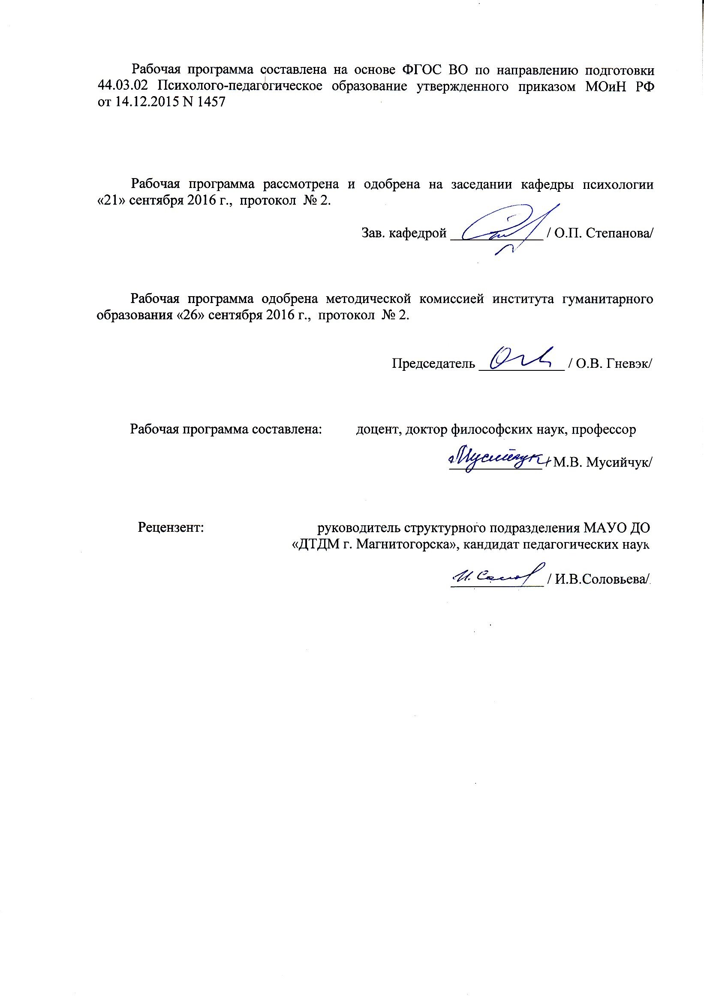 Рабочая программа составлена на основе ФГОС ВО по направлению подготовки
44.03.02 Психолого-педагогическое образование утвержденного приказом МОиН РФ
от 14.12.2015 N 1457
Рабочая программа рассмотрена и одобрена на заседании кафедры психологии
«21» сентября 2016 г., протокол № 2.
Зав. кафедрой / О.П. Степанова/
Рабочая программа одобрена методической комиссией института гуманитарного
образования «26» сентября 2016 г., протокол № 2.
Председатель / О.В. Гневэк/
Рабочая программа составлена: доцент, доктор философских наук, профессор
Мусийчук / М.В. Мусийчук/
Рецензент: руководитель структурного подразделения МАУО ДО
«ДТДМ г. Магнитогорска», кандидат педагогических наук
/ И.В.Соловьева/